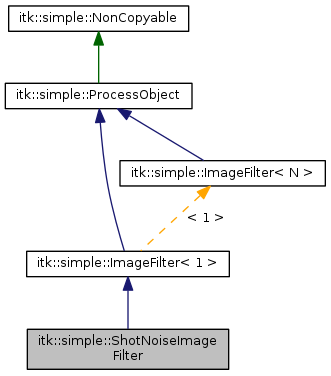 itk::simple::NonCopyable
itk::simple::ProcessObject
itk::simple::ImageFilter< N >
< 1 >
itk::simple::ImageFilter< 1 >
itk::simple::ShotNoiseImage
Filter